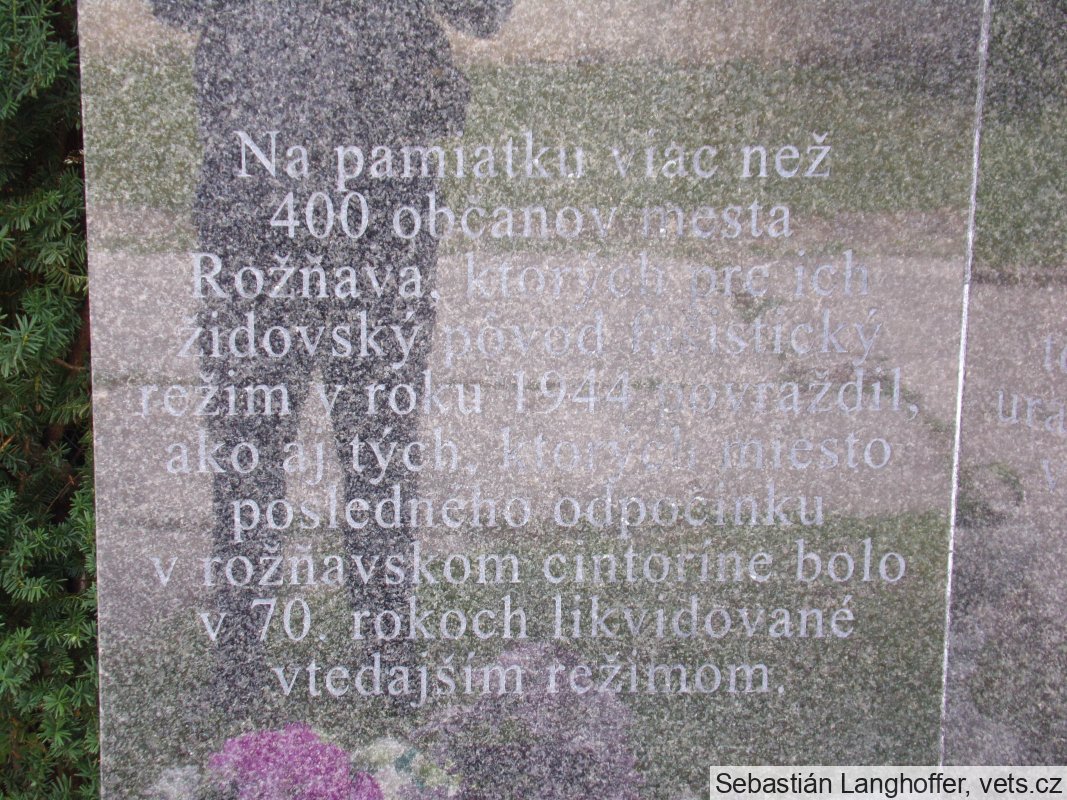 Na pamiatku viac než
400 občanov mesta
Rožňava, ktorých pre ich
židovský pôvod fašistický
režim v roku 1944 povraždil,
ako aj tých, ktorých miesto
posledného odpočinku
v rožňavskom cintoríne bolo
v 70. rokoch likvidované
vtedajším režimom.
Sebastián Langhoffer, vets.cz